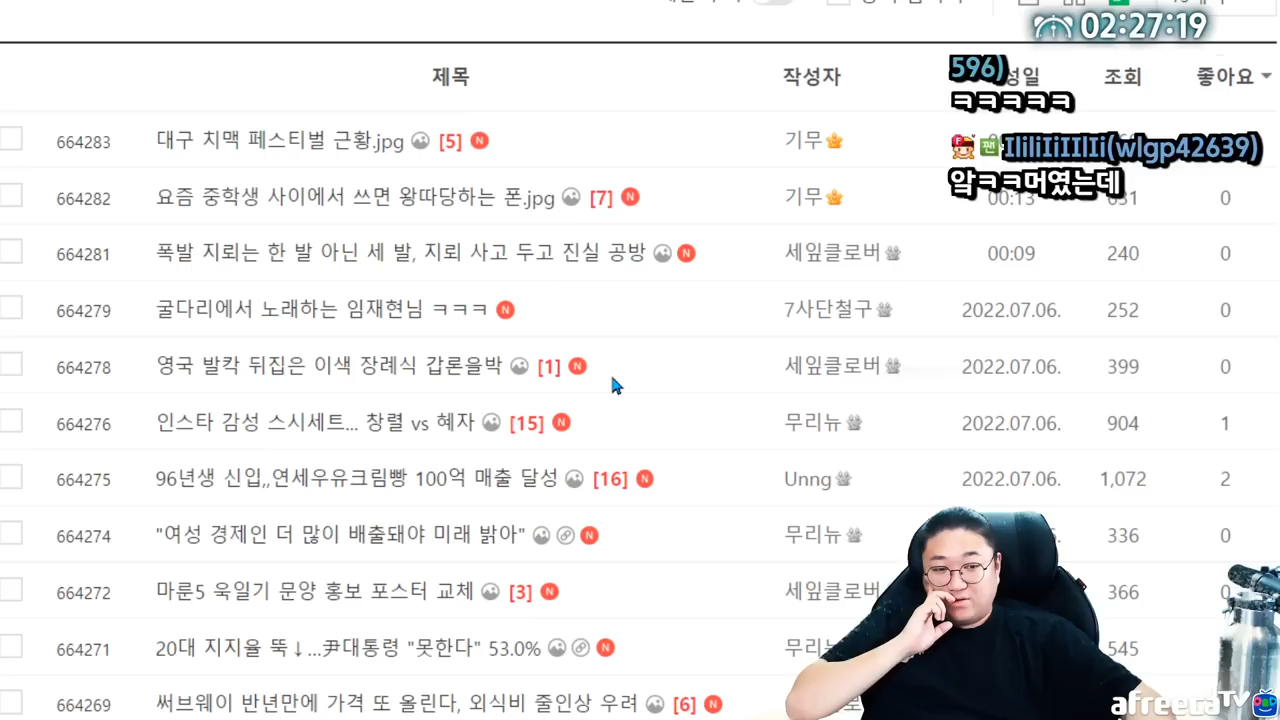 02:27:19
제목 작성자 성일 조회 좋아요
596)
ㅋㅋㅋㅋㅋ
664283 대구 치맥 페스티벌 근황.jpg [5] N 기무
짼 IliliIiIIlIi(wlgp42639)
앞ㅋㅋ머였는데
664282 요즘 중학생 사이에서 쓰면 왕따당하는 폰.jpg [7] N 기무 00:13 631 0
664281 폭발 지뢰는 한 발 아닌 세 발, 지뢰 사고 두고 진실 공방 N 세잎클로버 00:09 240 0
664279 굴다리에서 노래하는 임재현님 ㅋㅋㅋ N 7사단철구 2022.07.06. 252 0
664278 영국 발칵 뒤집은 이색 장례식 갑론을박 [1] N 세잎클로버 2022.07.06. 399 0
664276 인스타 감성 스시세트... 창렬 vs 혜자 [15] N 무리뉴 2022.07.06. 904 1
664275 96년생 신입,,연세우유크림빵 100억 매출 달성 [16] N Unng 2022.07.06. 1,072 2
664274 "여성 경제인 더 많이 배출돼야 미래 밝아" N 무리뉴 336 0
664272 마룬5 욱일기 문양 홍보 포스터 교체 [3] N 세잎클로버 366
664271 20대 지지율 뚝↓...尹대통령 "못한다" 53.0% N 무리뉴 545
664269 써브웨이 반년만에 가격 또 올린다, 외식비 줄인상 우려 [6] N
afreecaTV